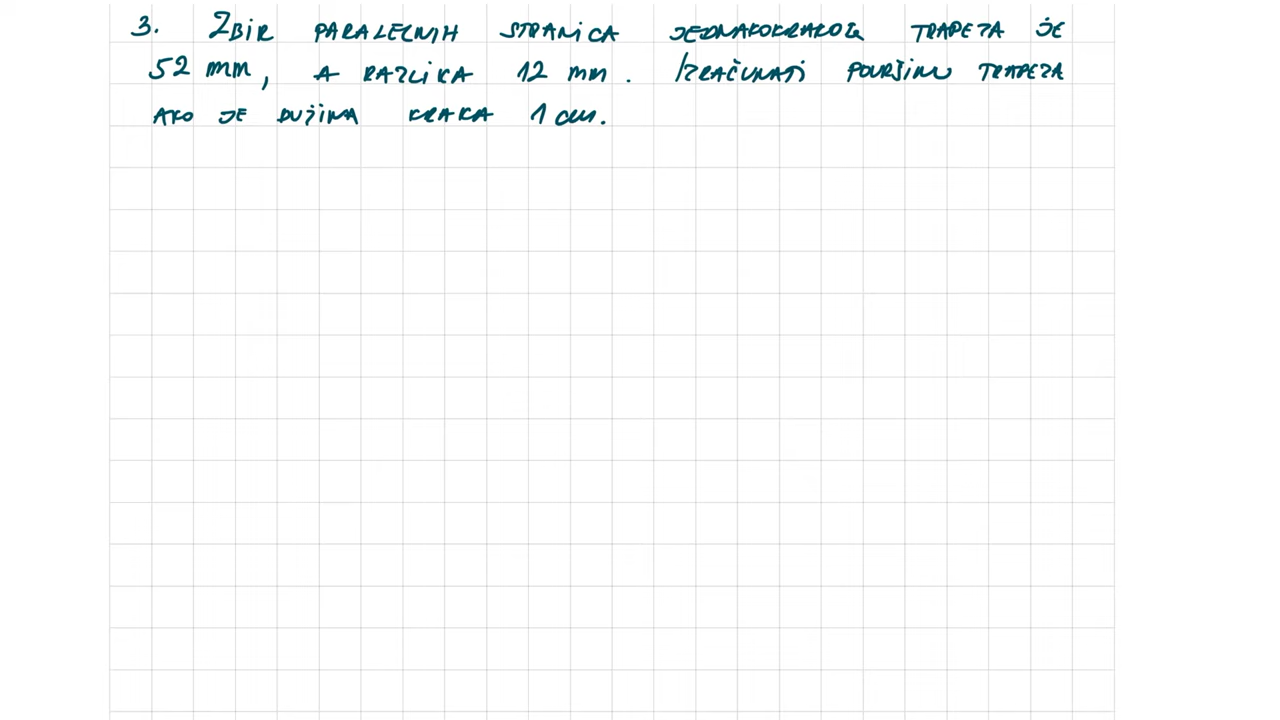 3. ZBIR PARALELNIH STRANICA JEDNAKOKRAKOG TRAPEZA JE
52 mm, A RAZLIKA 12 mm. IZRAČUNATI POVRŠINU TRAPEZA
AKO JE DUŽINA KRAKA 1 cm.